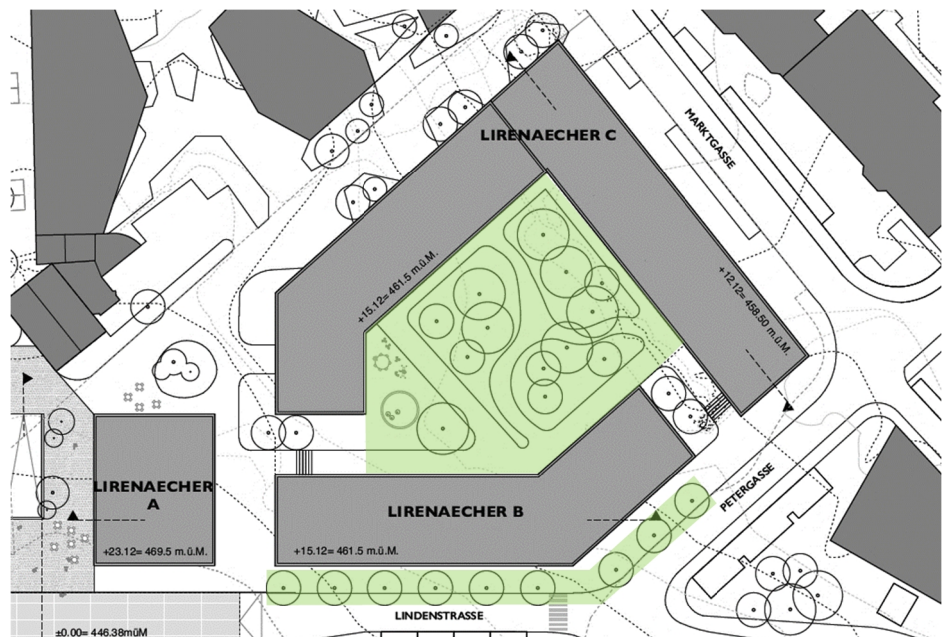 LIRENAECHER C
MARKTGASSE
+15.12= 461.5 m.ü.M.
+12.12= 458.50 m.ü.M.
LIRENAECHER
A
LIRENAECHER B
PETERGASSE
+23.12= 469.5 m.ü.M.
+15.12= 461.5 m.ü.M.
LINDENSTRASSE
±0.00= 446.38müM